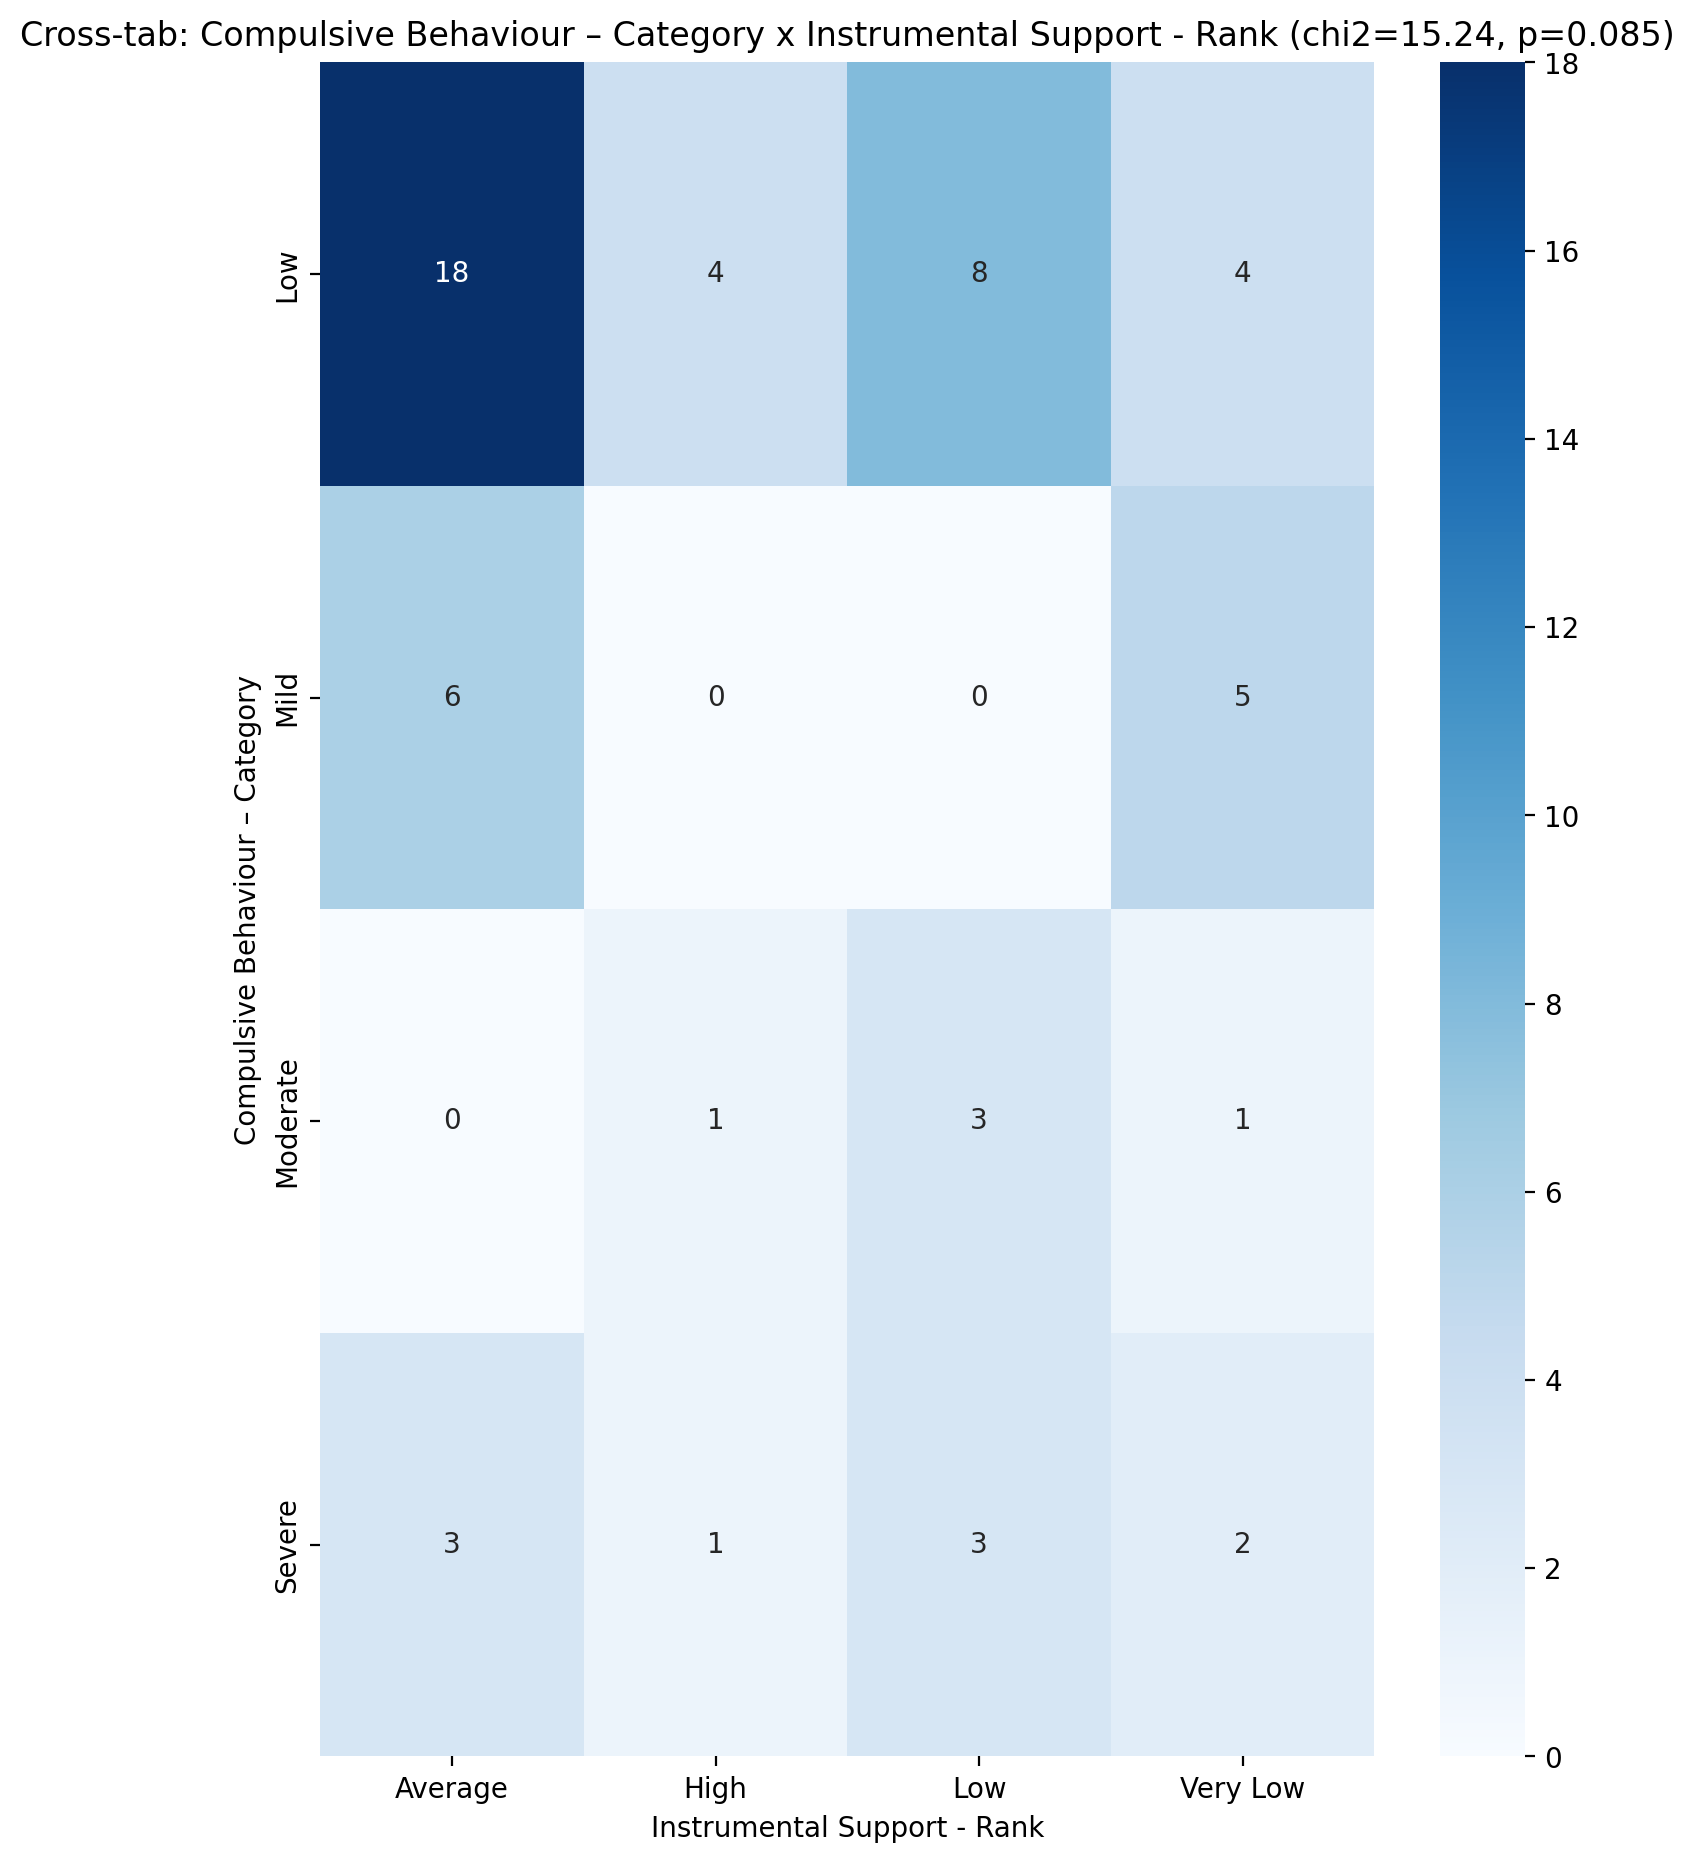 Cross-tab: Compulsive Behaviour – Category x Instrumental Support - Rank (chi2=15.24, p=0.085)
Compulsive Behaviour – Category
Low
18 4 8 4
Mild
6 0 0 5
Moderate
0 1 3 1
Severe
3 1 3 2
Average High Low Very Low
Instrumental Support - Rank
18
16
14
12
10
8
6
4
2
0